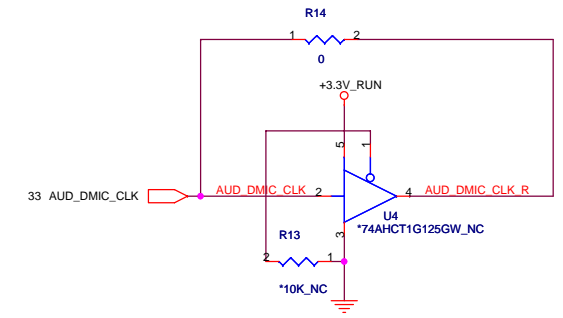 R14
1 2
0
+3.3V_RUN
5 1
33 AUD_DMIC_CLK AUD_DMIC_CLK 2 4 AUD_DMIC_CLK_R
U4
*74AHCT1G125GW_NC
3
R13
2 1
*10K_NC